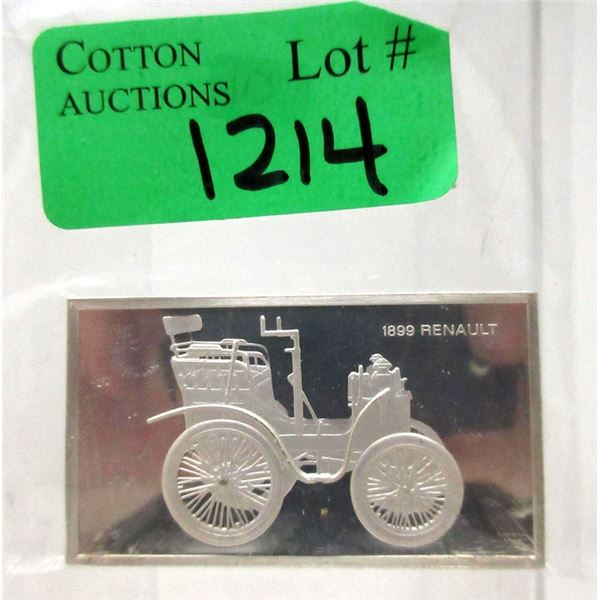 COTTON Lot #
AUCTIONS
1214
1899 RENAULT